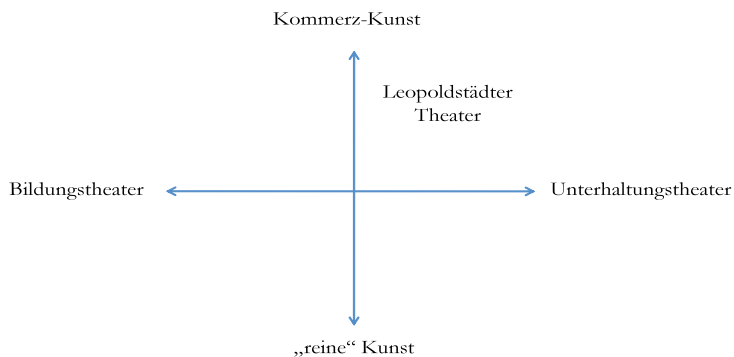 Kommerz-Kunst
Leopoldstädter
Theater
Bildungstheater
Unterhaltungstheater
„reine“ Kunst